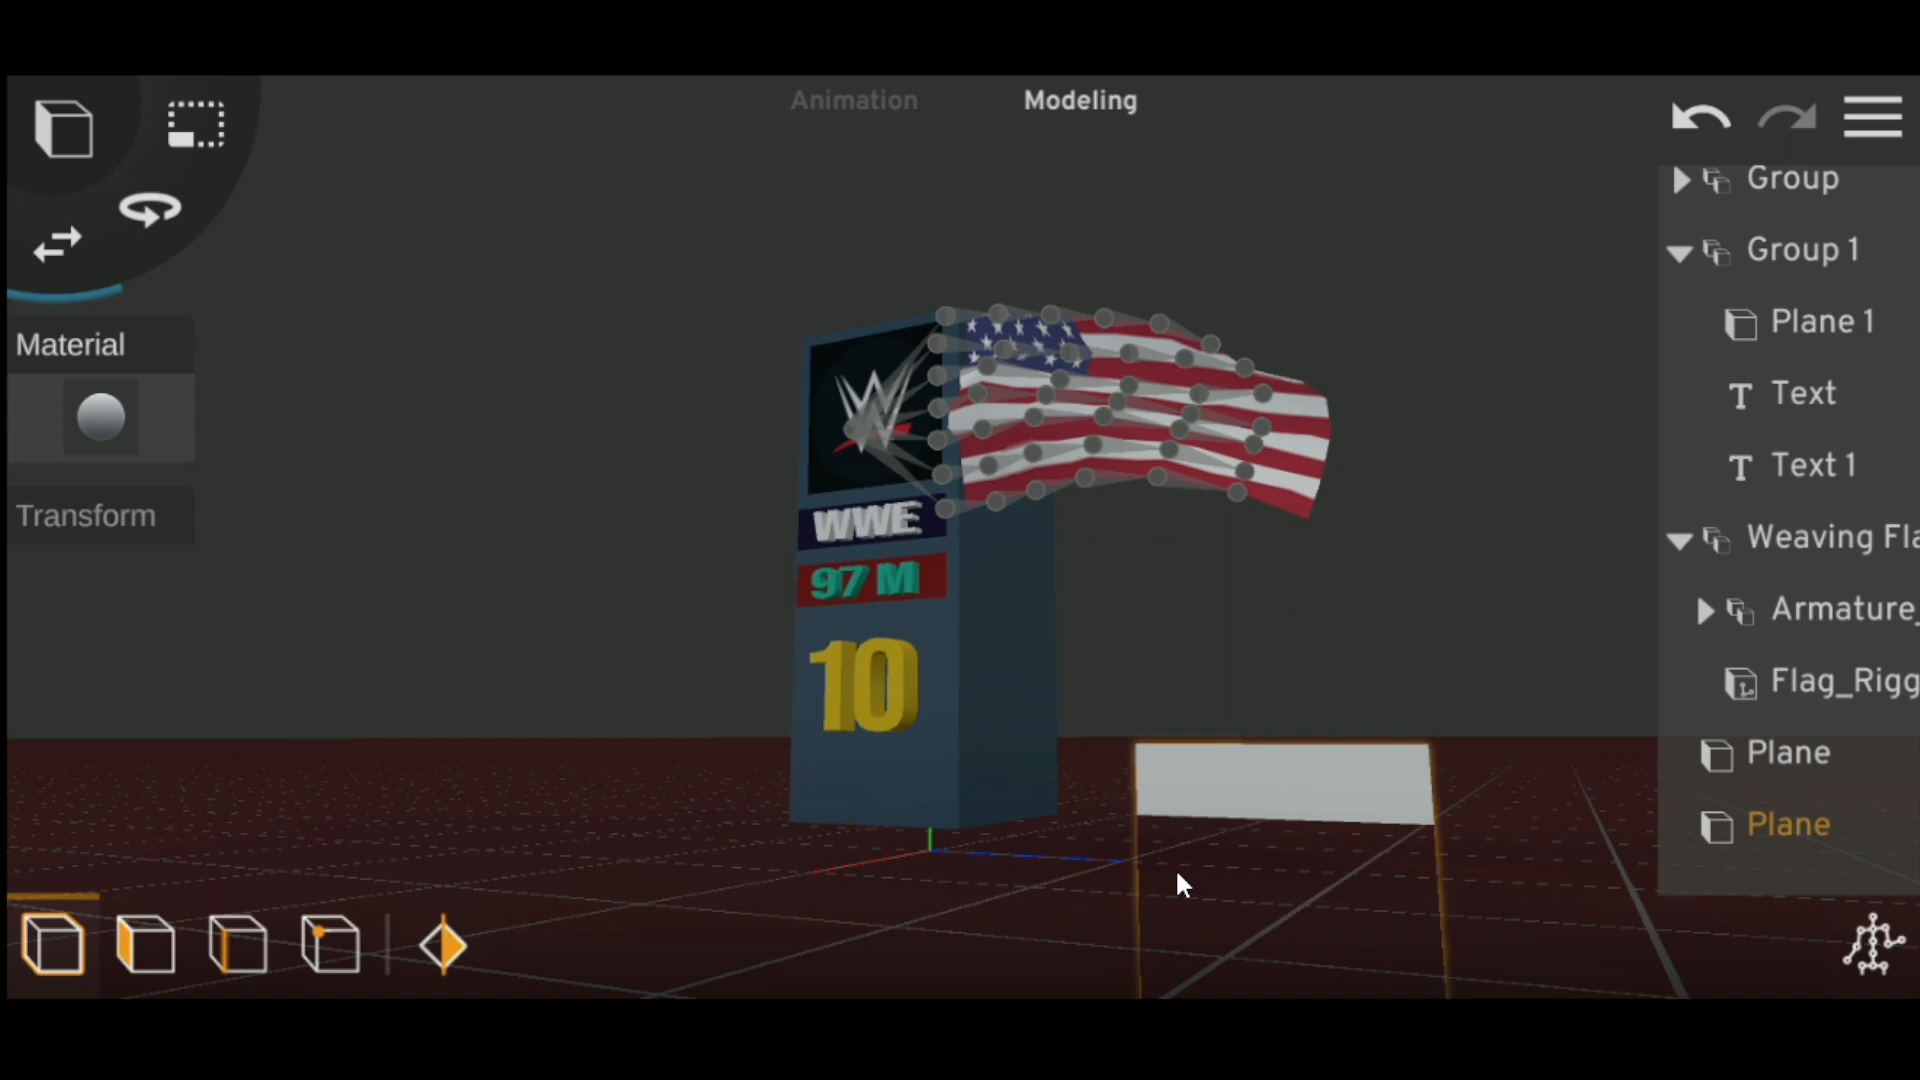 Animation
Modeling
Material
Transform
WWE
97 M
10
Group
Group 1
Plane 1
Text
Text 1
Weaving Fla
Armature_
Flag_Rigg
Plane
Plane